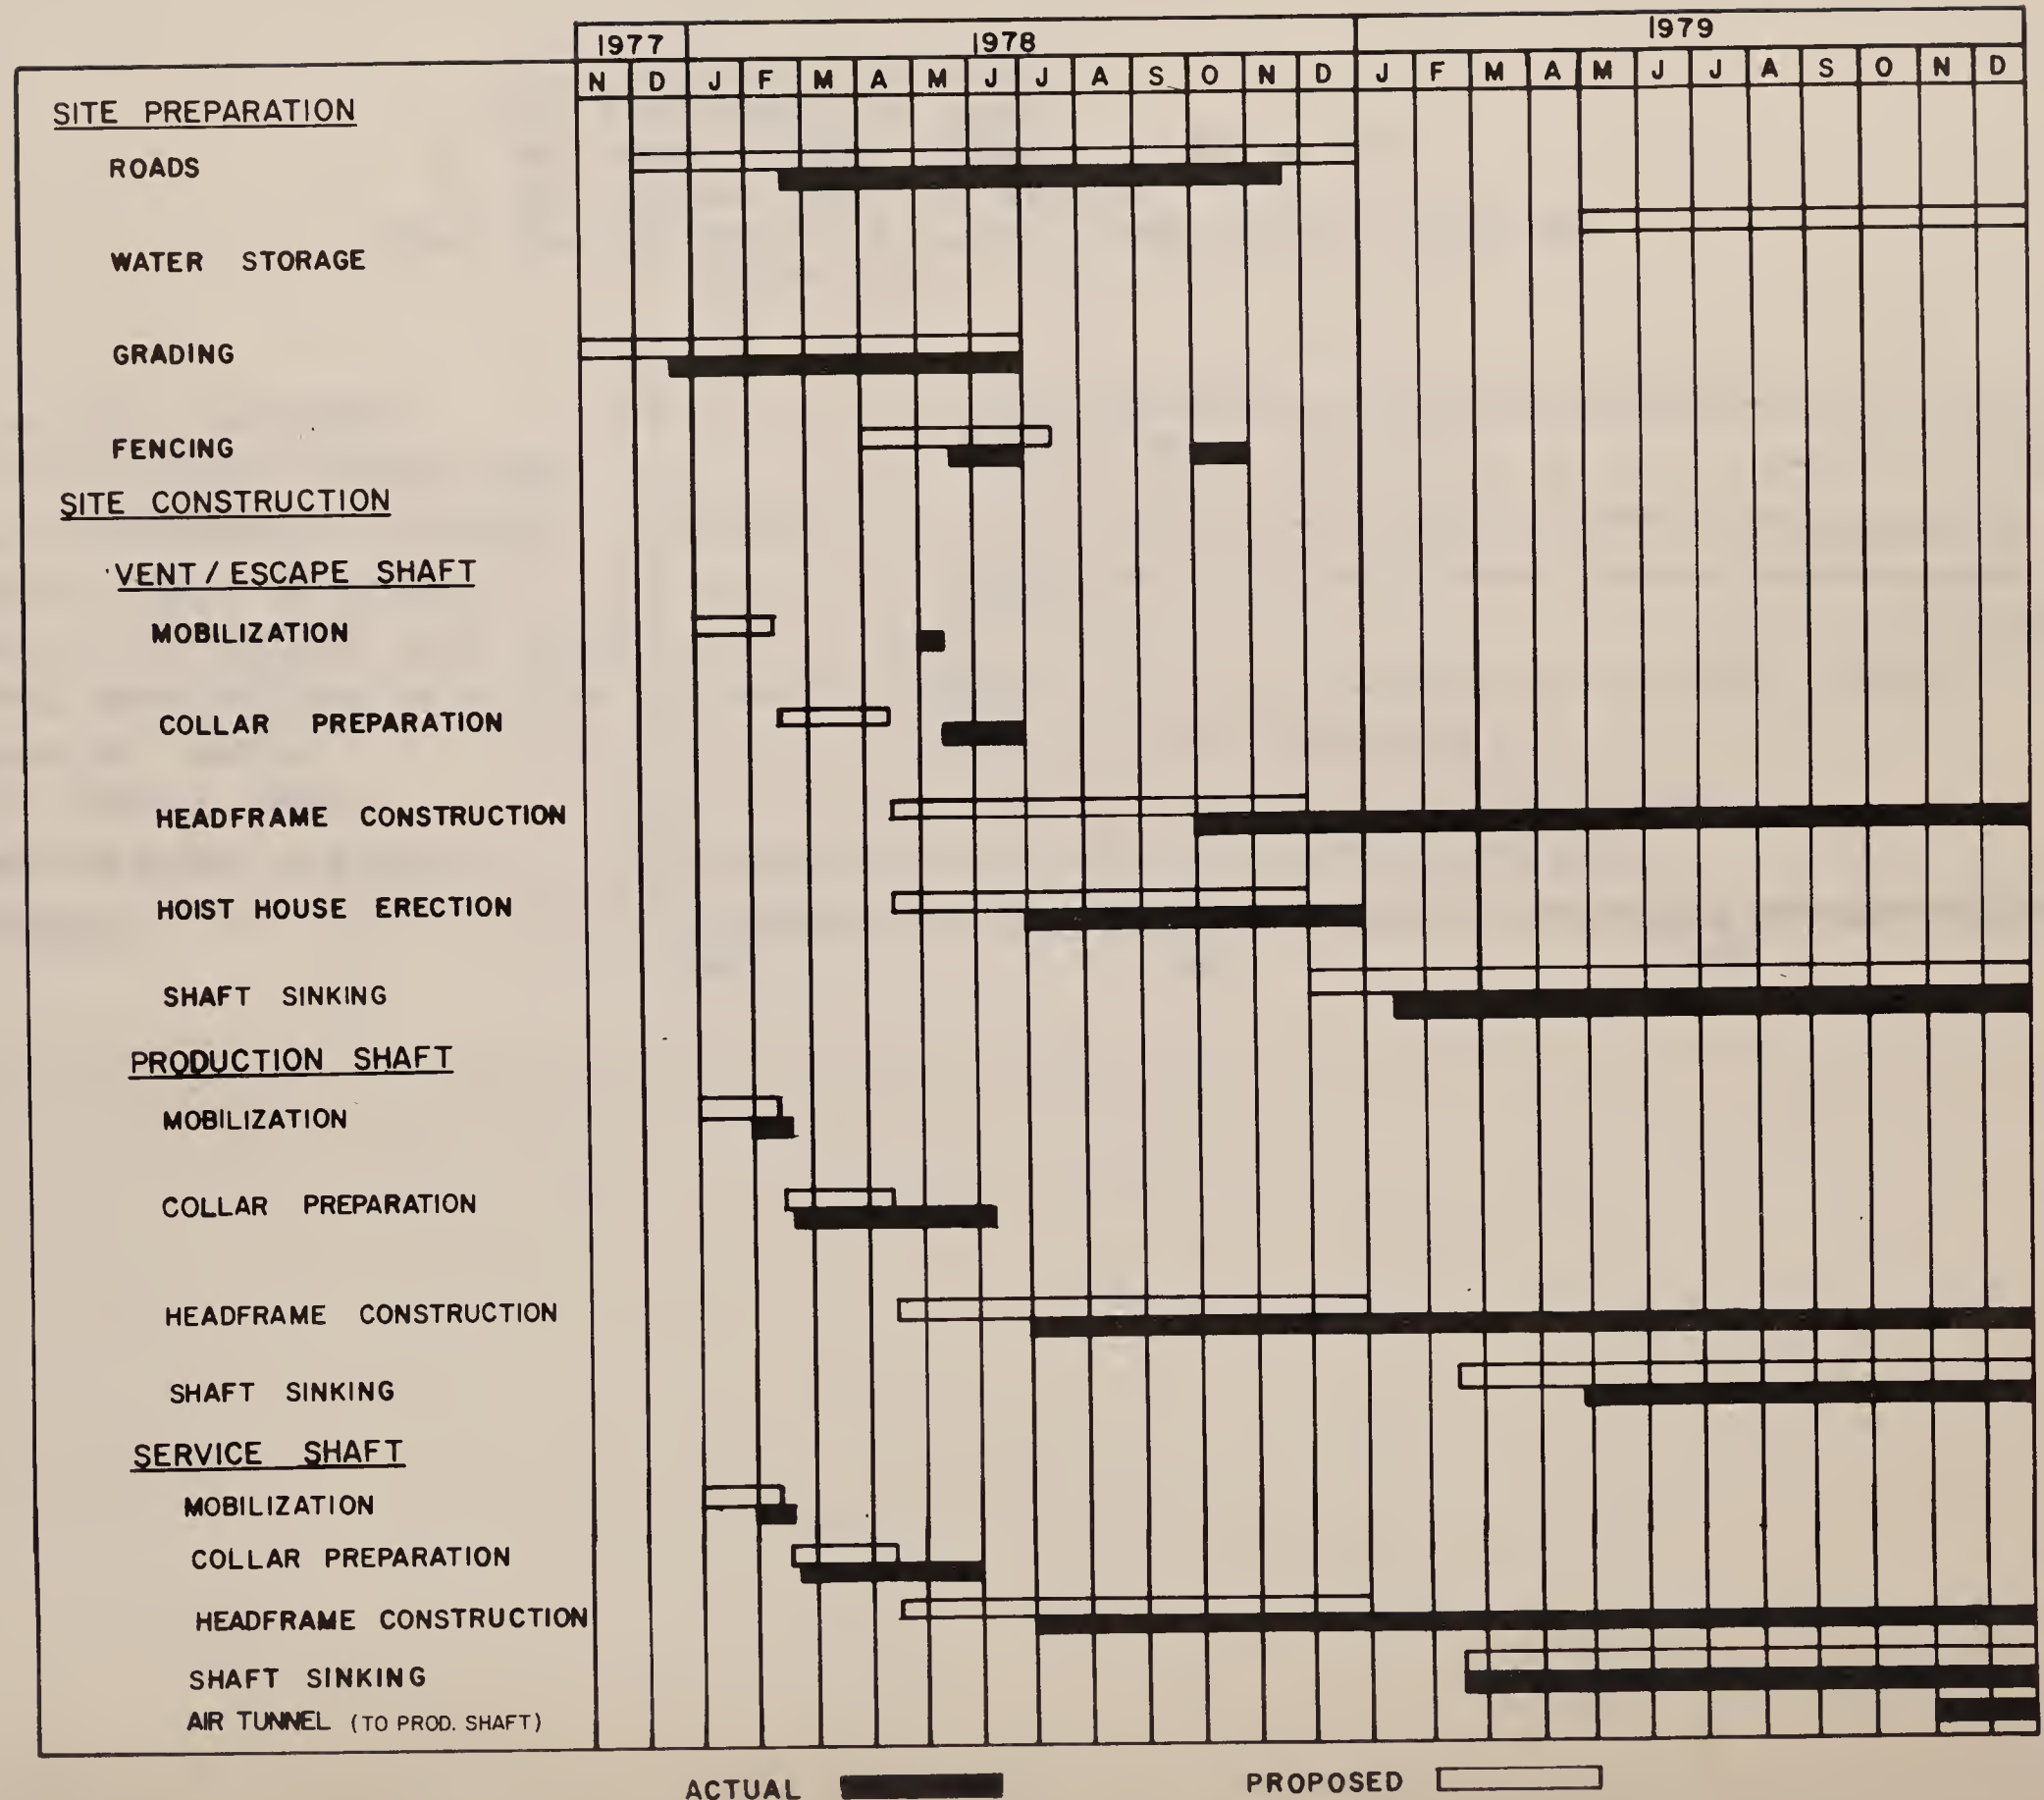 1977 1978 1979
N D J F M A M J J A S O N D J F M A M J J A S O N D
SITE PREPARATION
ROADS
WATER STORAGE
GRADING
FENCING
SITE CONSTRUCTION
VENT / ESCAPE SHAFT
MOBILIZATION
COLLAR PREPARATION
HEADFRAME CONSTRUCTION
HOIST HOUSE ERECTION
SHAFT SINKING
PRODUCTION SHAFT
MOBILIZATION
COLLAR PREPARATION
HEADFRAME CONSTRUCTION
SHAFT SINKING
SERVICE SHAFT
MOBILIZATION
COLLAR PREPARATION
HEADFRAME CONSTRUCTION
SHAFT SINKING
AIR TUNNEL (TO PROD. SHAFT)
ACTUAL PROPOSED